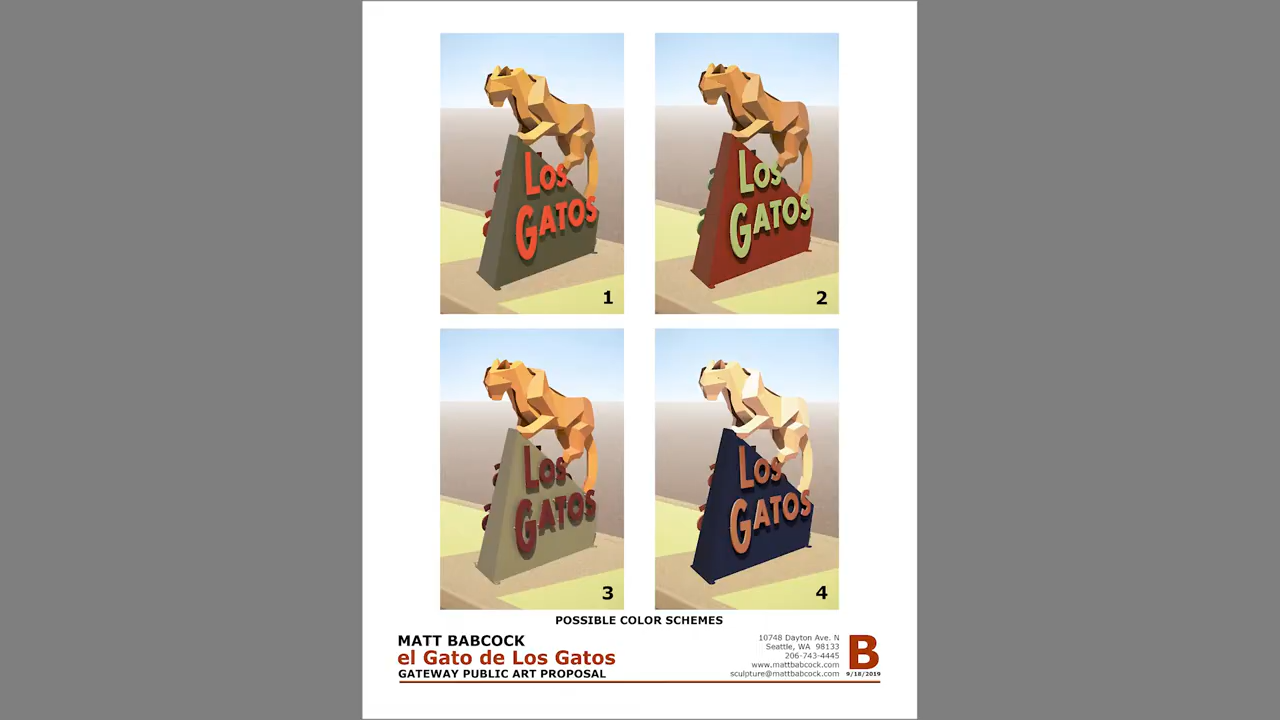 Los
Gatos
1
Los
Gatos
2
Los
Gatos
3
Los
Gatos
4
POSSIBLE COLOR SCHEMES
MATT BABCOCK
el Gato de Los Gatos
GATEWAY PUBLIC ART PROPOSAL
10748 Dayton Ave. N
Seattle, WA 98133
206-743-4445
www.mattbabcock.com
sculpture@mattbabcock.com
B
9/18/2019